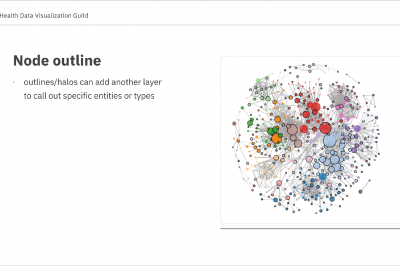 Health Data Visualization Guild
Node outline
· outlines/halos can add another layer
to call out specific entities or types